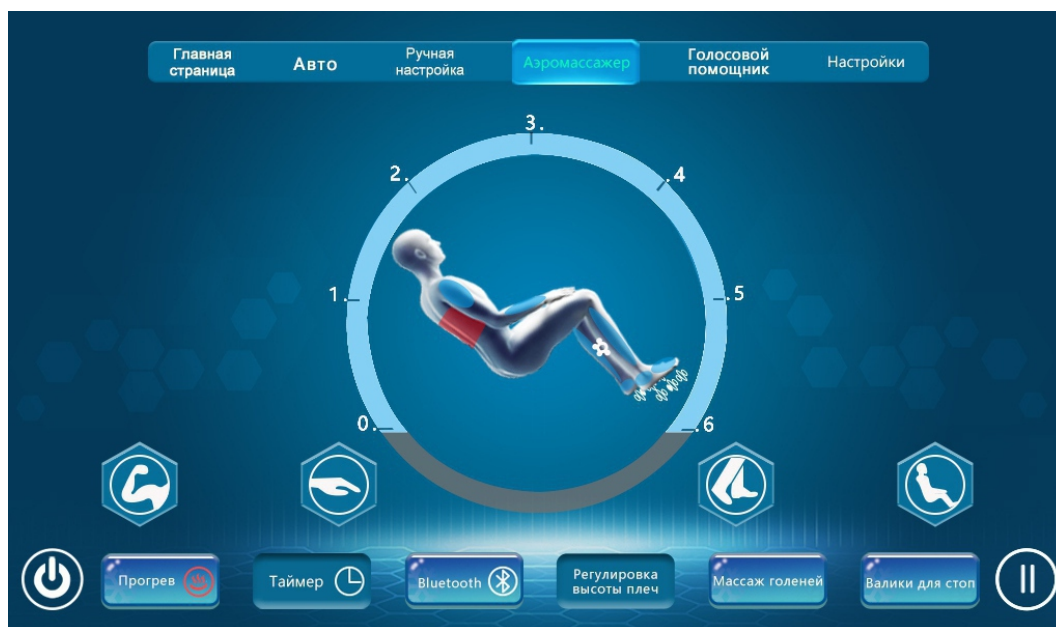 Главная
страница
Авто
Ручная
настройка
Аэромассажер
Голосовой
помощник
Настройки
3.
2.
.4
1.
.5
0.
.6
Прогрев
Таймер
Bluetooth
Регулировка
высоты плеч
Массаж голеней
Валики для стоп